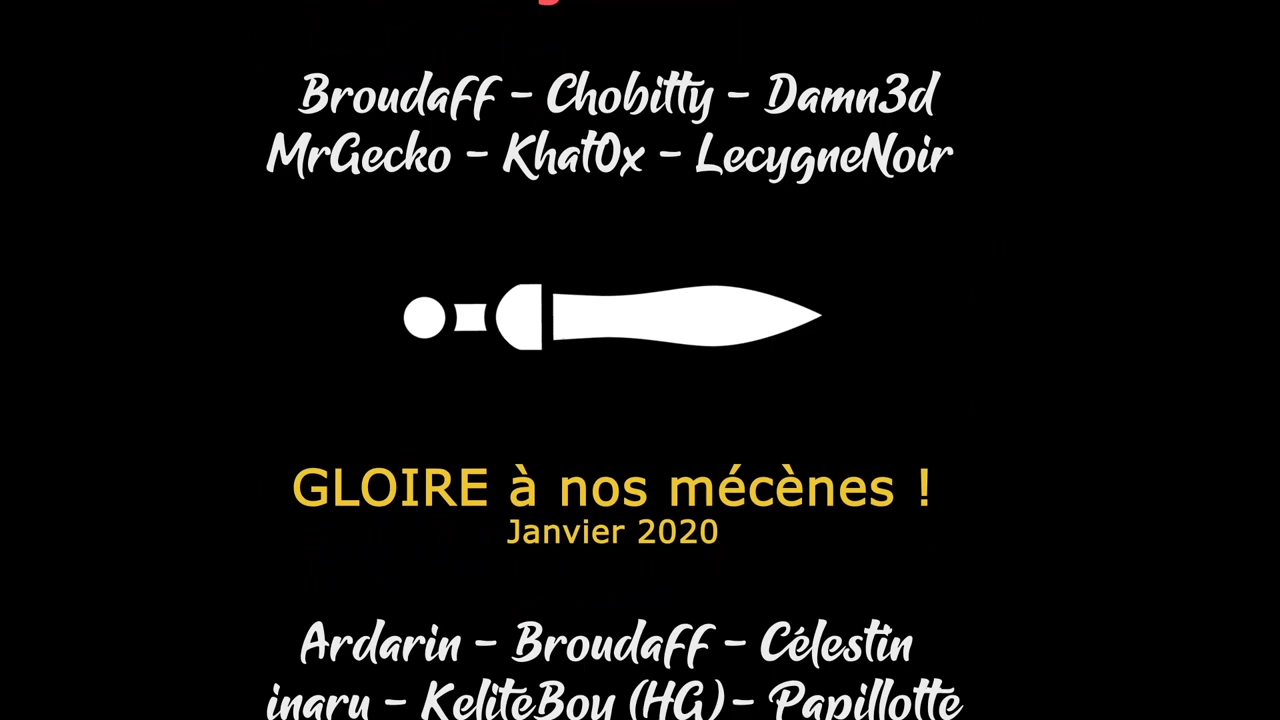 Broudaff - Chobitty - Damn3d
MrGecko - Khat0x - LecygneNoir
GLOIRE à nos mécènes !
Janvier 2020
Ardarin - Broudaff - Célestin
inaru - KeliteBoy (HG) - Papillotte